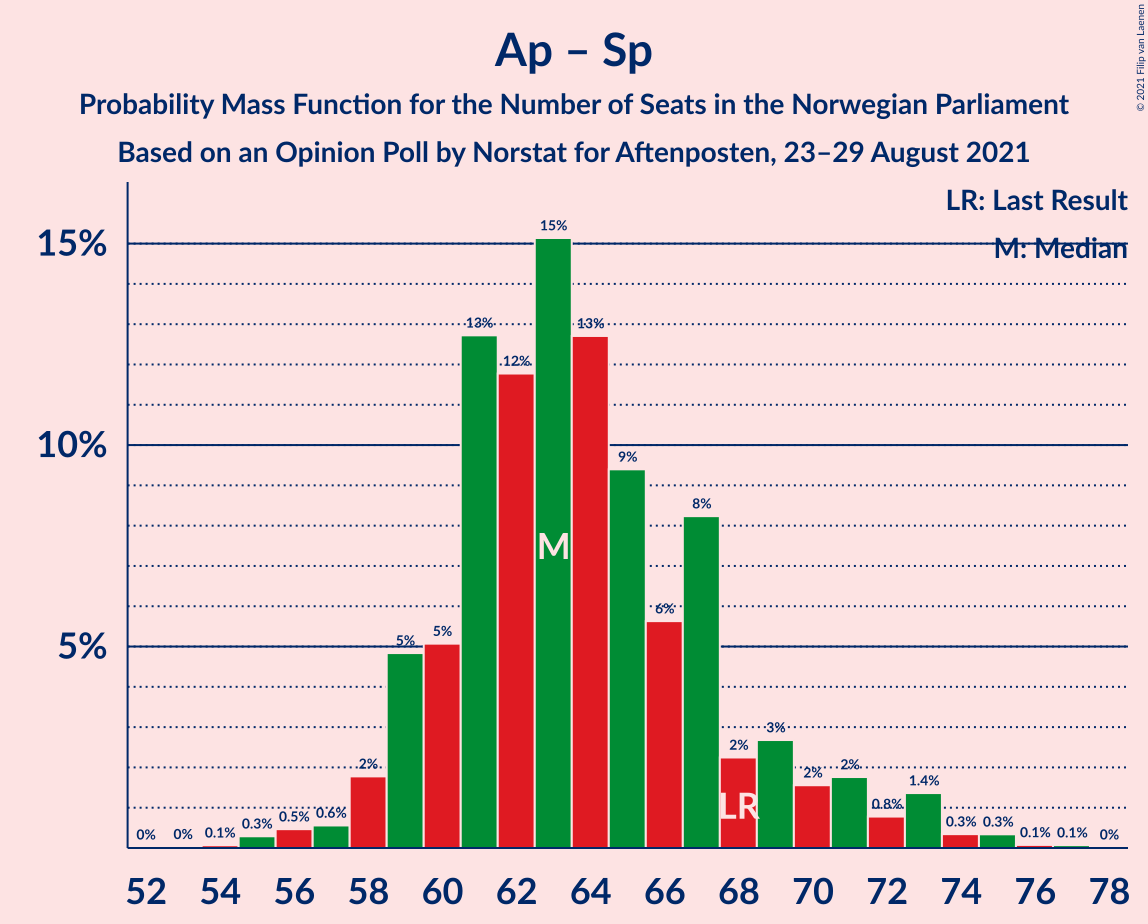 Ap – Sp
Probability Mass Function for the Number of Seats in the Norwegian Parliament
Based on an Opinion Poll by Norstat for Aftenposten, 23–29 August 2021
© 2021 Filip van Laenen
LR: Last Result
M: Median
15%
10%
5%
0% 0% 0.1% 0.3% 0.5% 0.6% 2% 5% 5% 13% 12% 15% 13% 9% 6% 8% 2% 3% 2% 2% 0.8% 1.4% 0.3% 0.3% 0.1% 0.1% 0%
M
LR
52 54 56 58 60 62 64 66 68 70 72 74 76 78